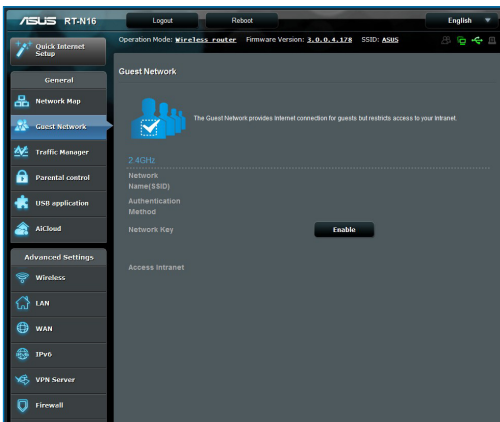 ASUS RT-N16
Logout
Reboot
English
Quick Internet
Setup
Operation Mode: Wireless router Firmware Version: 3.0.0.4.178 SSID: ASUS
General
Network Map
Guest Network
Traffic Manager
Parental control
USB application
AiCloud
Advanced Settings
Wireless
LAN
WAN
IPv6
VPN Server
Firewall
Guest Network
The Guest Network provides Internet connection for guests but restricts access to your Intranet.
2.4GHz
Network
Name(SSID)
Authentication
Method
Network Key
Enable
Access Intranet